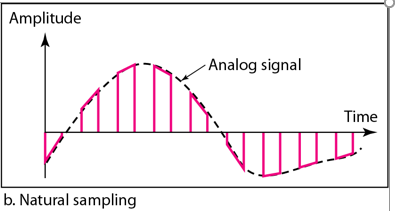 Amplitude
Analog signal
Time
b. Natural sampling